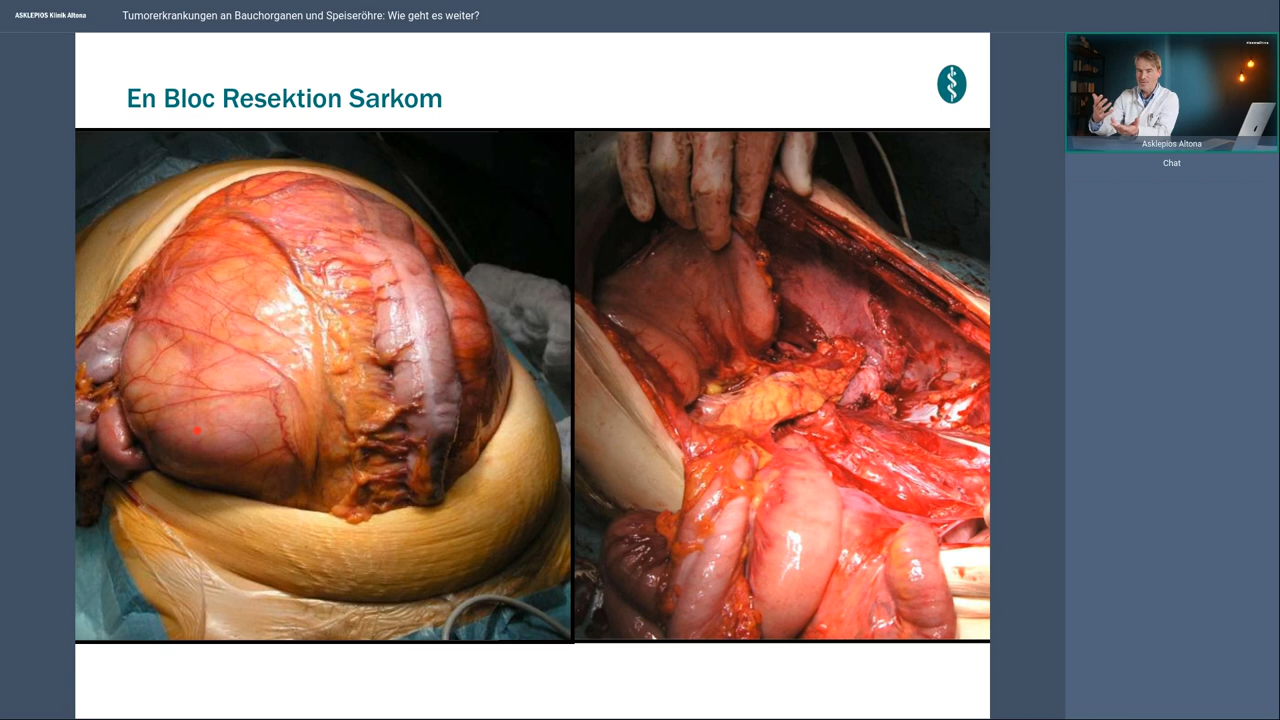 ASKLEPIOS Klinik Altona
Tumorerkrankungen an Bauchorganen und Speiseröhre: Wie geht es weiter?
En Bloc Resektion Sarkom
Asklepios Altona
Chat